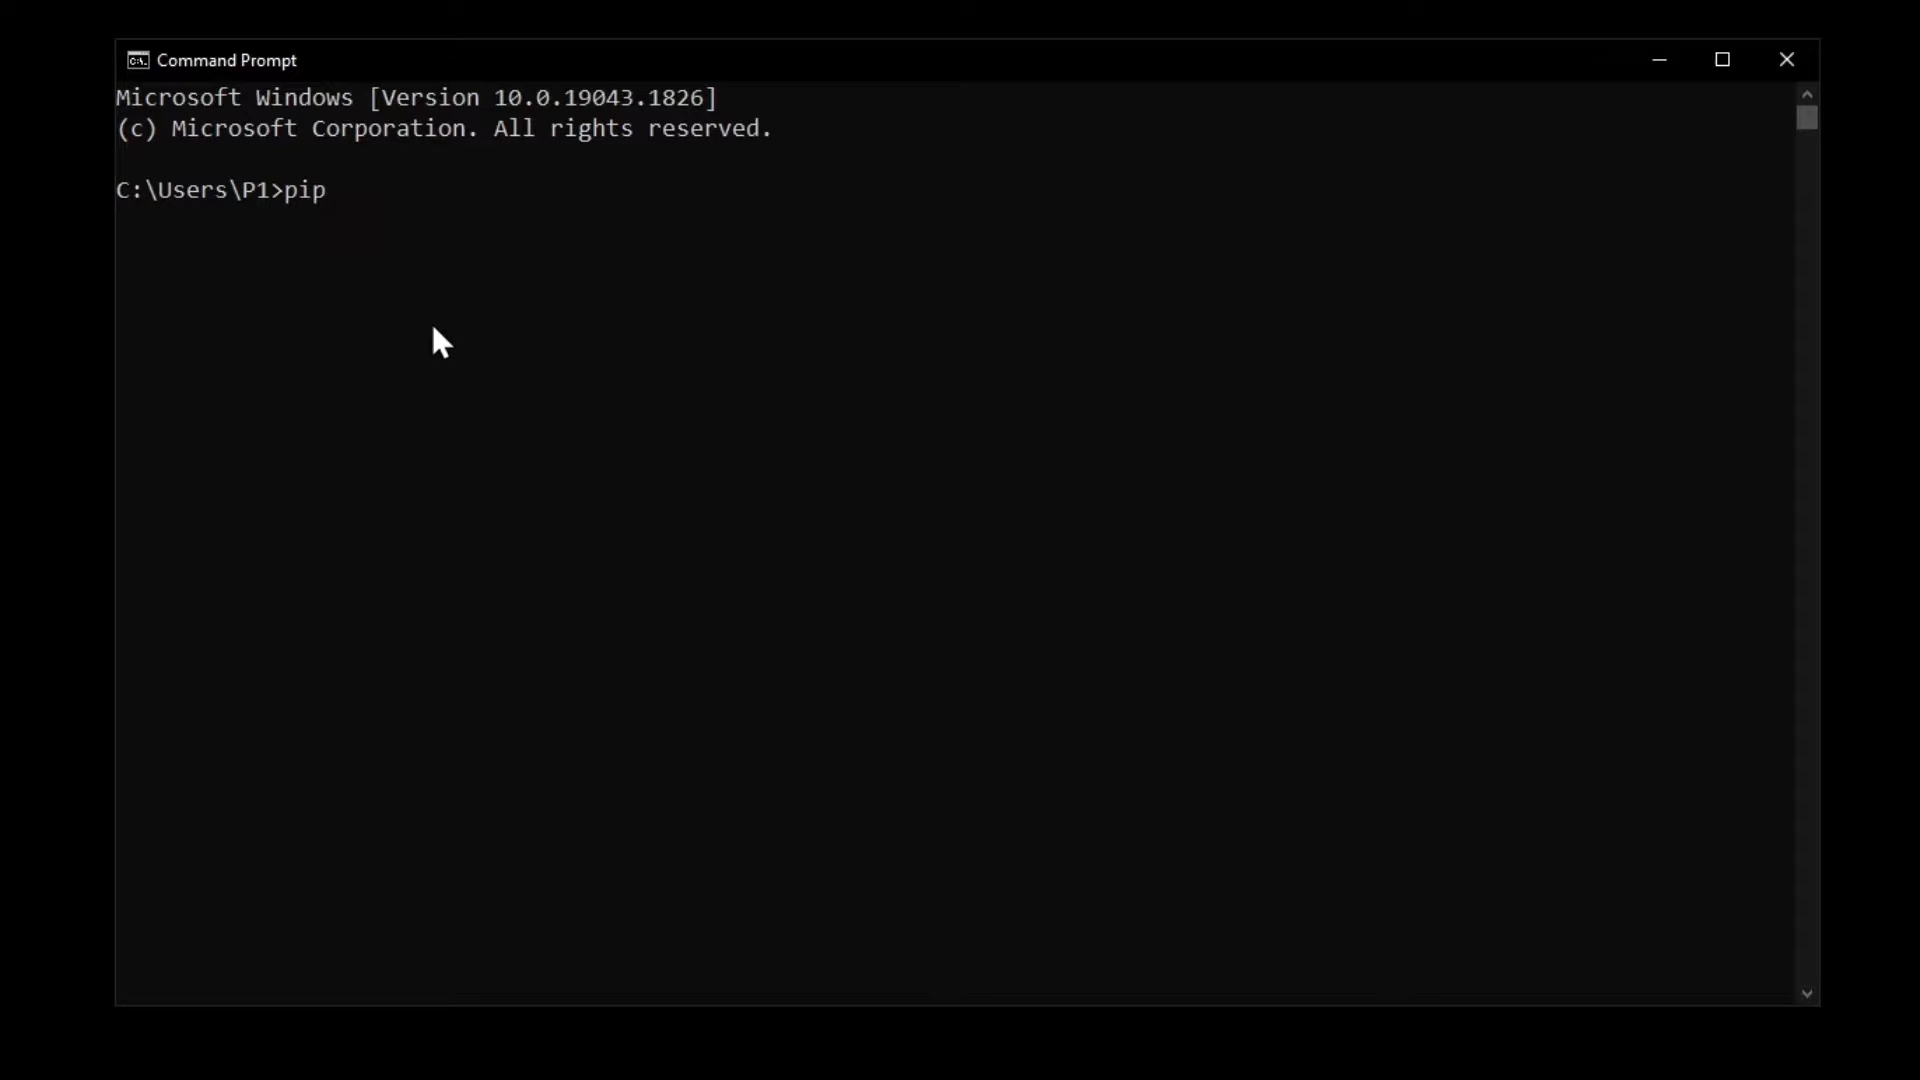 Command Prompt
Microsoft Windows [Version 10.0.19043.1826]
(c) Microsoft Corporation. All rights reserved.
C:\Users\P1>pip